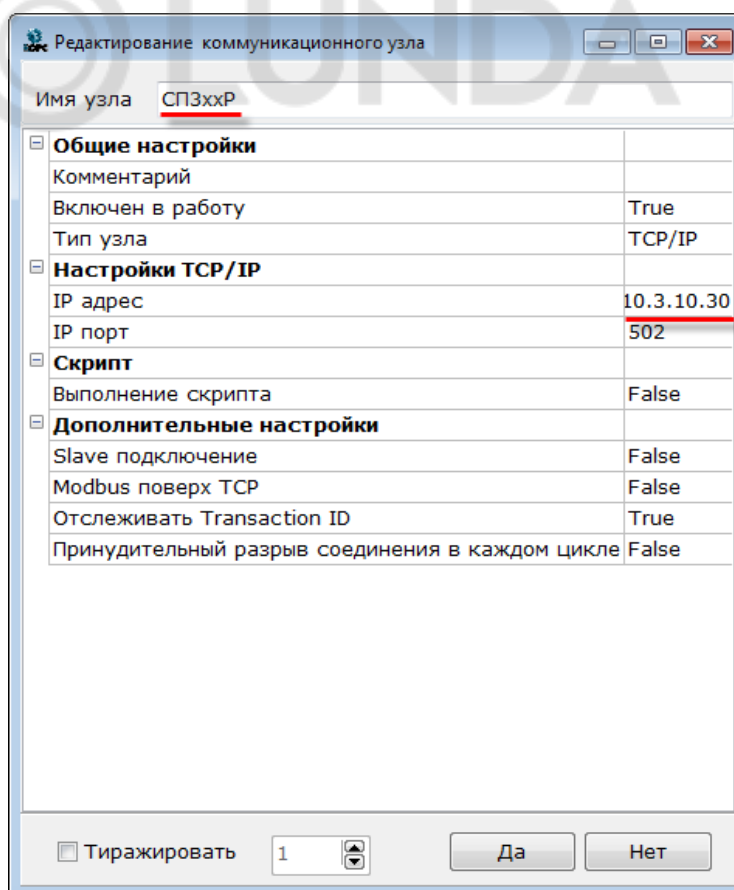 © LUNDA
Редактирование коммуникационного узла
Имя узла СП3xxP
Общие настройки
Комментарий
Включен в работу True
Тип узла TCP/IP
Настройки TCP/IP
IP адрес 10.3.10.30
IP порт 502
Скрипт
Выполнение скрипта False
Дополнительные настройки
Slave подключение False
Modbus поверх TCP False
Отслеживать Transaction ID True
Принудительный разрыв соединения в каждом цикле False
Тиражировать 1 Да Нет